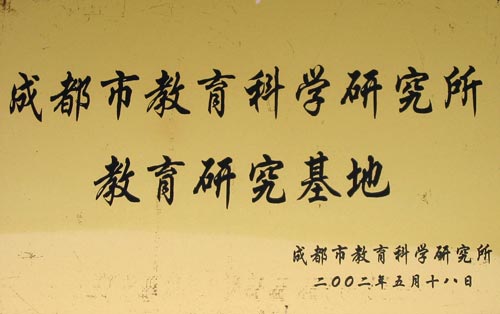 成都市教育科学研究所
教育研究基地
成都市教育科学研究所
二〇〇二年五月十八日